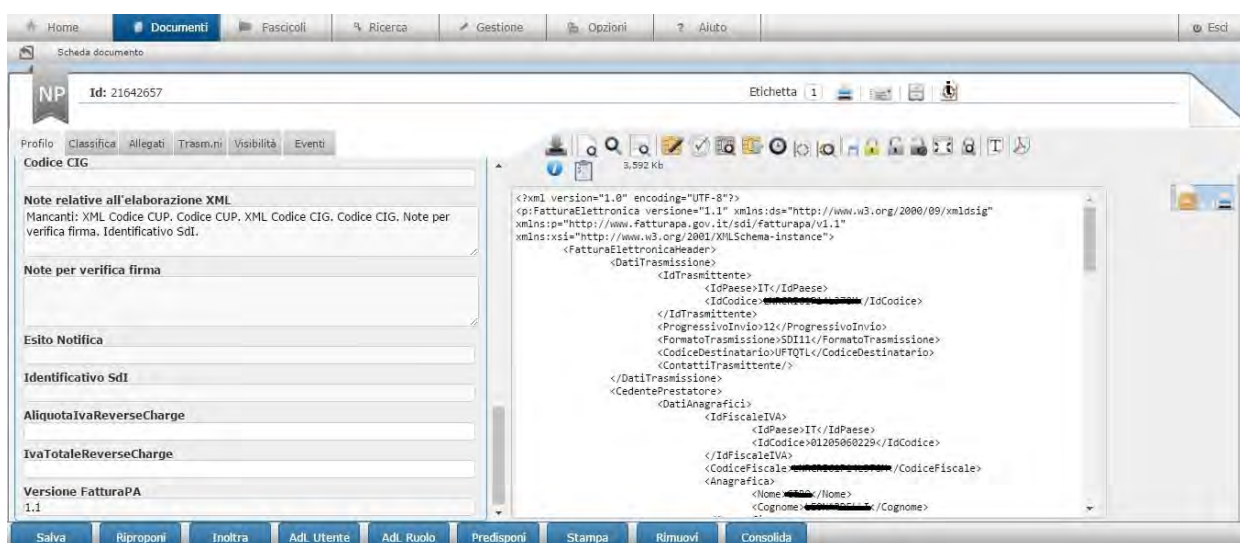 Home Documenti Fascicoli Ricerca Gestione Opzioni ? Aiuto Esci
Scheda documento
NP Id: 21642657 Etichetta 1
Profilo Classifica Allegati Trasm.ni Visibilità Eventi
3,592 Kb
Codice CIG
Note relative all'elaborazione XML
Mancanti: XML Codice CUP. Codice CUP. XML Codice CIG. Codice CIG. Note per
verifica firma. Identificativo SdI.
Note per verifica firma
Esito Notifica
Identificativo SdI
AliquotaIvaReverseCharge
IvaTotaleReverseCharge
Versione FatturaPA
1.1
<?xml version="1.0" encoding="UTF-8"?>
<p:FatturaElettronica versione="1.1" xmlns:ds="http://www.w3.org/2000/09/xmldsig"
xmlns:p="http://www.fatturapa.gov.it/sdi/fatturapa/v1.1"
xmlns:xsi="http://www.w3.org/2001/XMLSchema-instance">
<FatturaElettronicaHeader>
<DatiTrasmissione>
<IdTrasmittente>
<IdPaese>IT</IdPaese>
<IdCodice> </IdCodice>
</IdTrasmittente>
<ProgressivoInvio>12</ProgressivoInvio>
<FormatoTrasmissione>SDI11</FormatoTrasmissione>
<CodiceDestinatario>UFTQTL</CodiceDestinatario>
<ContattiTrasmittente/>
</DatiTrasmissione>
<CedentePrestatore>
<DatiAnagrafici>
<IdFiscaleIVA>
<IdPaese>IT</IdPaese>
<IdCodice>01205060229</IdCodice>
</IdFiscaleIVA>
<CodiceFiscale> </CodiceFiscale>
<Anagrafica>
<Nome> </Nome>
<Cognome> </Cognome>
Salva Riproponi Inoltra AdL Utente AdL Ruolo Predisponi Stampa Rimuovi Consolida